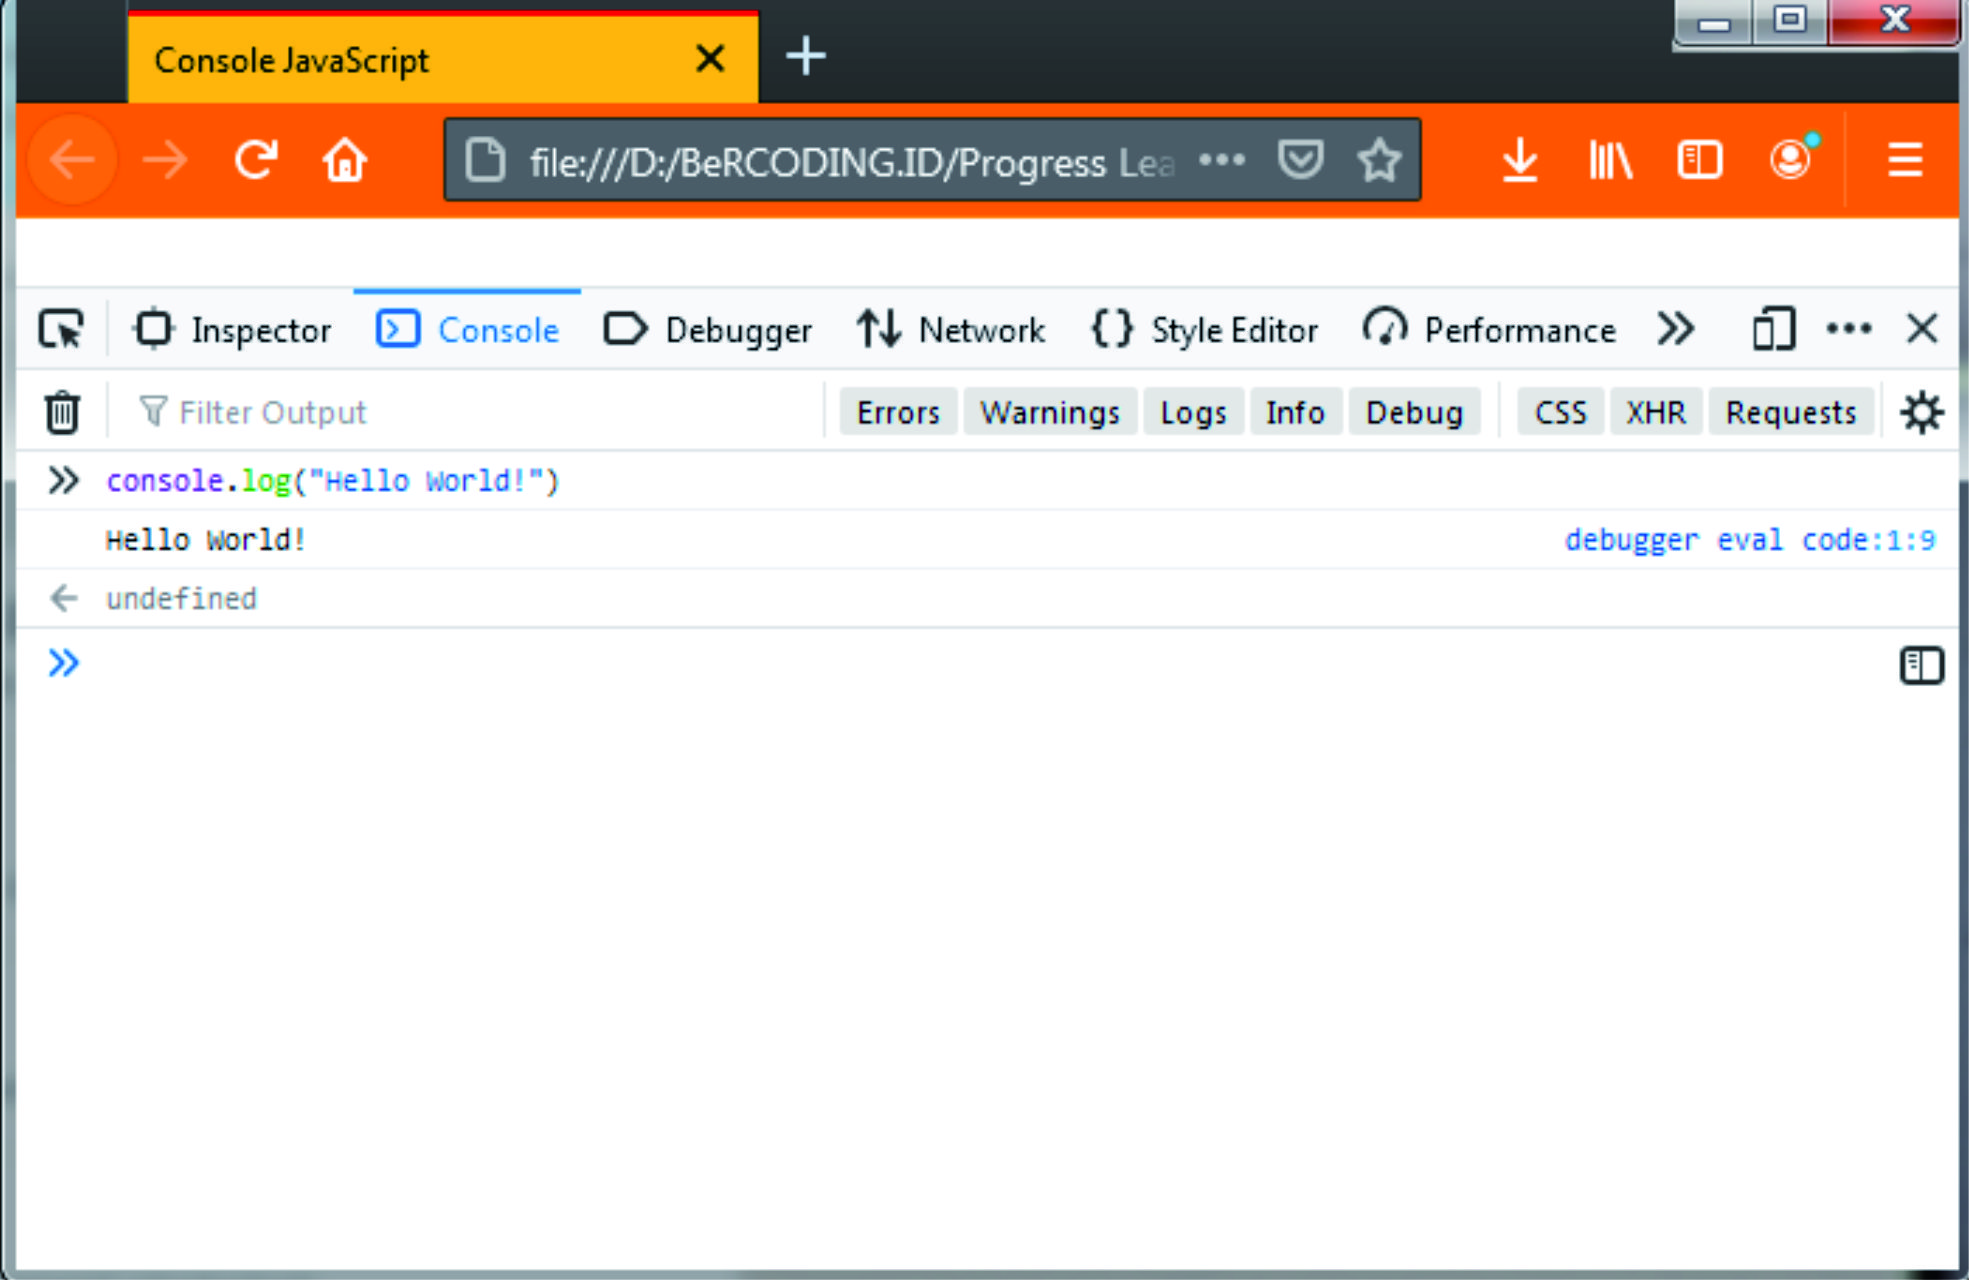 Console JavaScript
file:///D:/BeRCODING.ID/Progress Lea
Inspector Console Debugger Network Style Editor Performance
Filter Output Errors Warnings Logs Info Debug CSS XHR Requests
console.log("Hello World!")
Hello World! debugger eval code:1:9
undefined